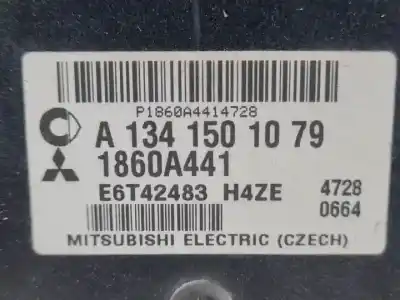 P1860A4414728
A 134 150 10 79
1860A441
E6T42483 H4ZE 4728
0664
MITSUBISHI ELECTRIC (CZECH)